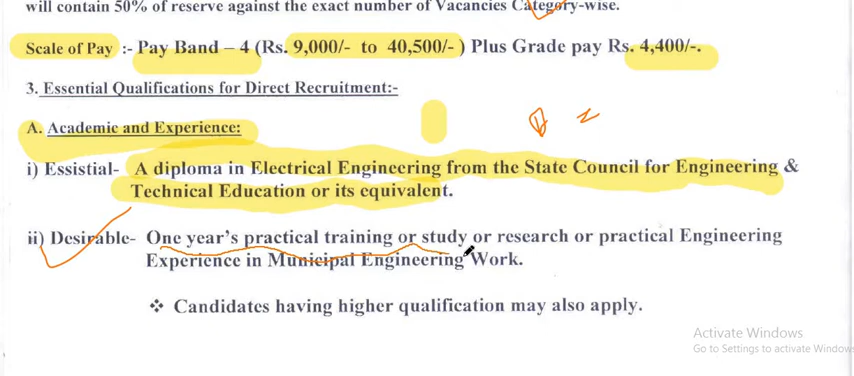 will contain 50% of reserve against the exact number of Vacancies Category-wise.
Scale of Pay :- Pay Band – 4 (Rs. 9,000/- to 40,500/- ) Plus Grade pay Rs. 4,400/-.
3. Essential Qualifications for Direct Recruitment:-
A. Academic and Experience:
i) Essistial- A diploma in Electrical Engineering from the State Council for Engineering &
Technical Education or its equivalent.
ii) Desirable- One year's practical training or study or research or practical Engineering
Experience in Municipal Engineering Work.
❖ Candidates having higher qualification may also apply.
Activate Windows
Go to Settings to activate Windows